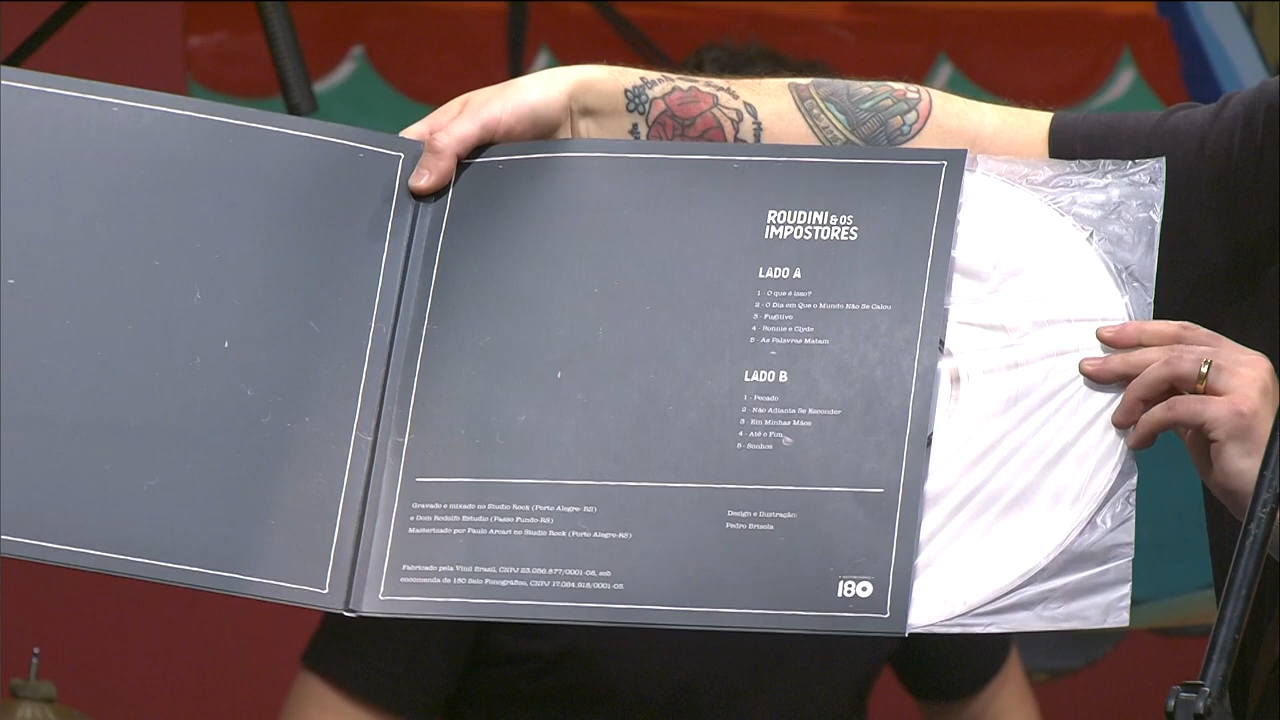 ROUDINI & OS
IMPOSTORES
LADO A
1 - O que é isso?
2 - O Dia em Que o Mundo Não Se Calou
3 - Fugitivo
4 - Bonnie e Clyde
5 - As Palavras Matam
LADO B
1 - Pecado
2 - Não Adianta Se Esconder
3 - Em Minhas Mãos
4 - Até o Fim
5 - Sonhos
Gravado e mixado no Studio Rock (Porto Alegre- RS)
e Dom Rodolfo Estudio (Passo Fundo-RS)
Masterizado por Paulo Arcari no Studio Rock (Porto Alegre-RS)
Design e Ilustração:
Pedro Brisola
Fabricado pela Vinil Brasil, CNPJ 23.086.877/0001-08, sob
encomenda de 180 Selo Fonográfico, CNPJ 17.084.918/0001-05
180